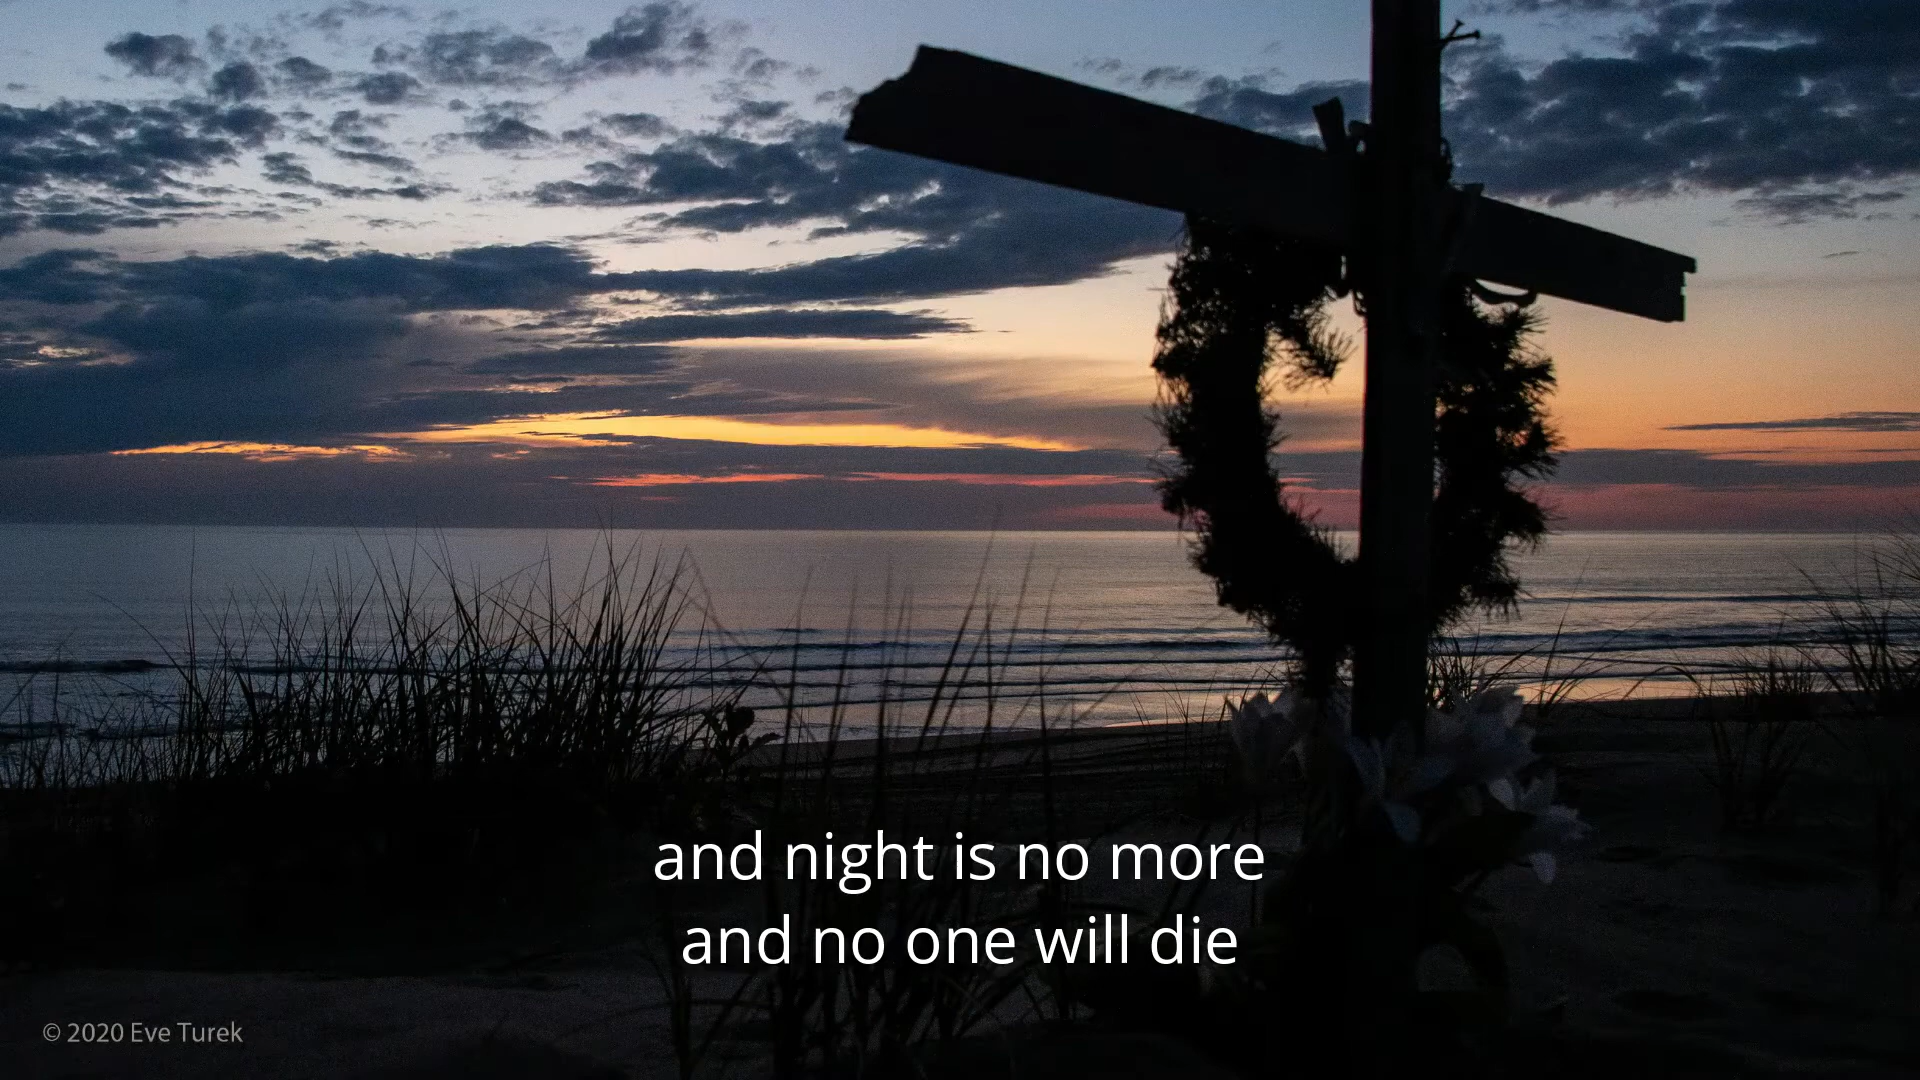 and night is no more
and no one will die
© 2020 Eve Turek